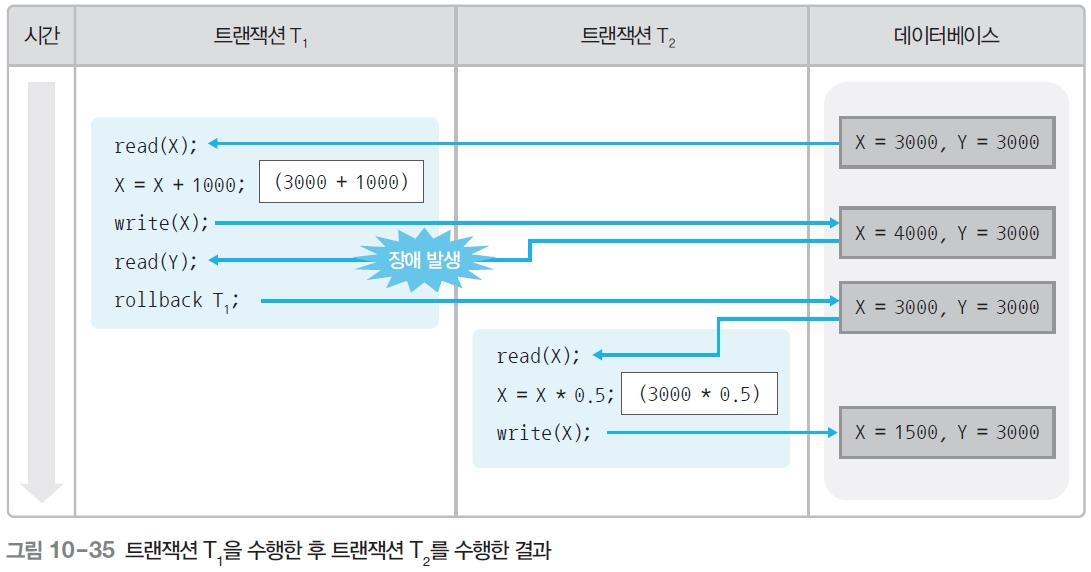 시간 트랜잭션 T₁ 트랜잭션 T₂ 데이터베이스
X = 3000, Y = 3000
read(X);
X = X + 1000; (3000 + 1000)
write(X);
X = 4000, Y = 3000
장애 발생
read(Y);
rollback T₁;
X = 3000, Y = 3000
read(X);
X = X * 0.5; (3000 * 0.5)
write(X);
X = 1500, Y = 3000
그림 10-35 트랜잭션 T₁을 수행한 후 트랜잭션 T₂를 수행한 결과